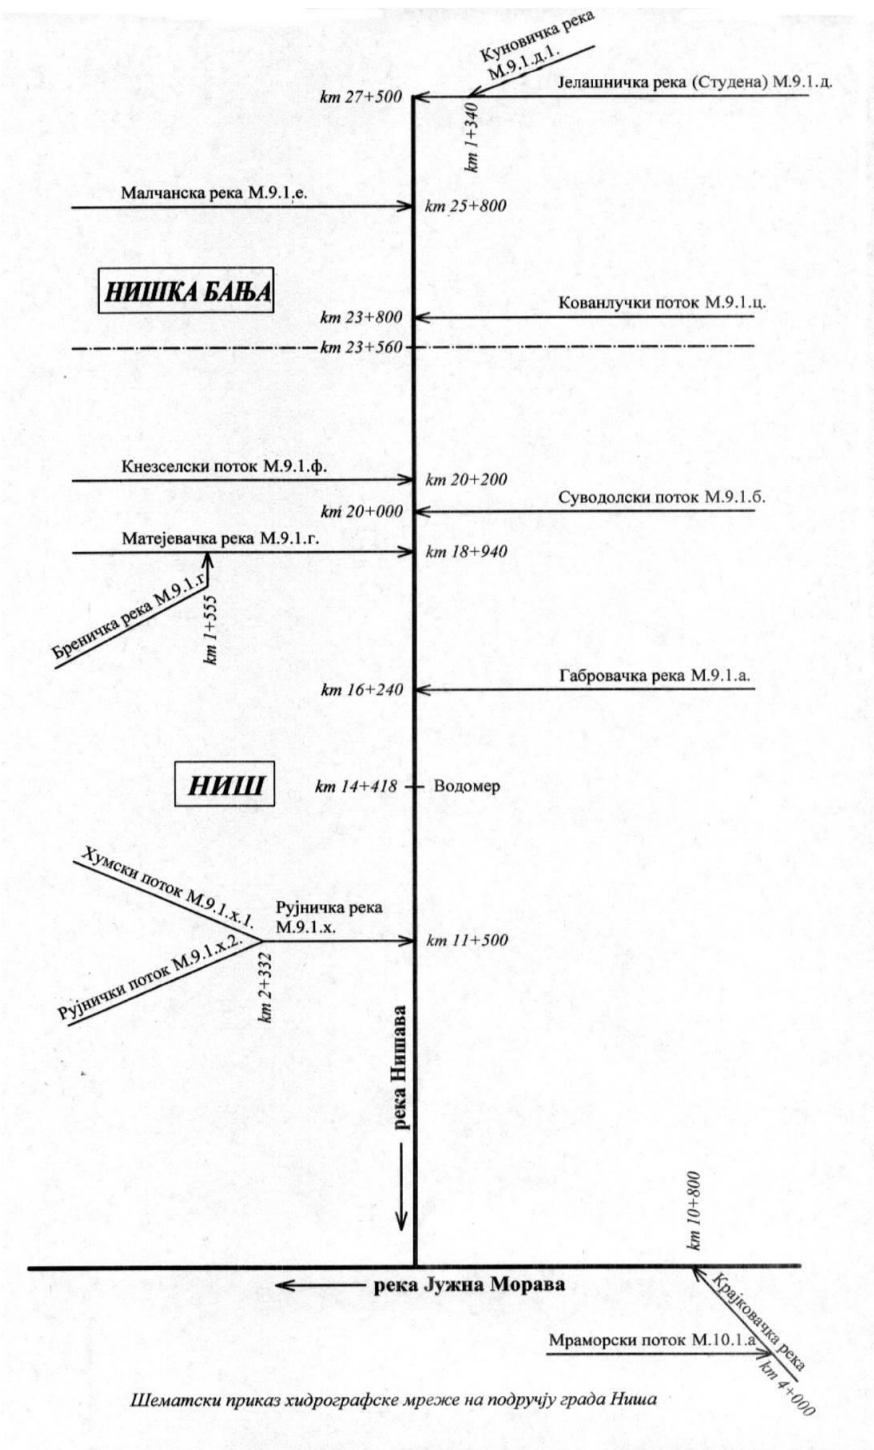 Куновичка река
М.9.1.д.1.
km 27+500
Јелашничка река (Студена) М.9.1.д.
km 1+340
Малчанска река М.9.1.е.
km 25+800
НИШКА БАЊА
Кованлучки поток М.9.1.ц.
km 23+800
km 23+560
Кнезселски поток М.9.1.ф.
km 20+200
Суводолски поток М.9.1.б.
km 20+000
Матејевачка река М.9.1.г.
km 18+940
Бреничка река М.9.1.г
km 1+555
Габровачка река М.9.1.а.
km 16+240
НИШ
km 14+418
Водомер
Хумски поток М.9.1.х.1.
Рујничка река
М.9.1.х.
km 11+500
Рујнички поток М.9.1.х.2.
km 2+332
река Нишава
km 10+800
река Јужна Морава
Крајковачка река
Мраморски поток М.10.1.а
km 4+000
Шематски приказ хидрографске мреже на подручју града Ниша